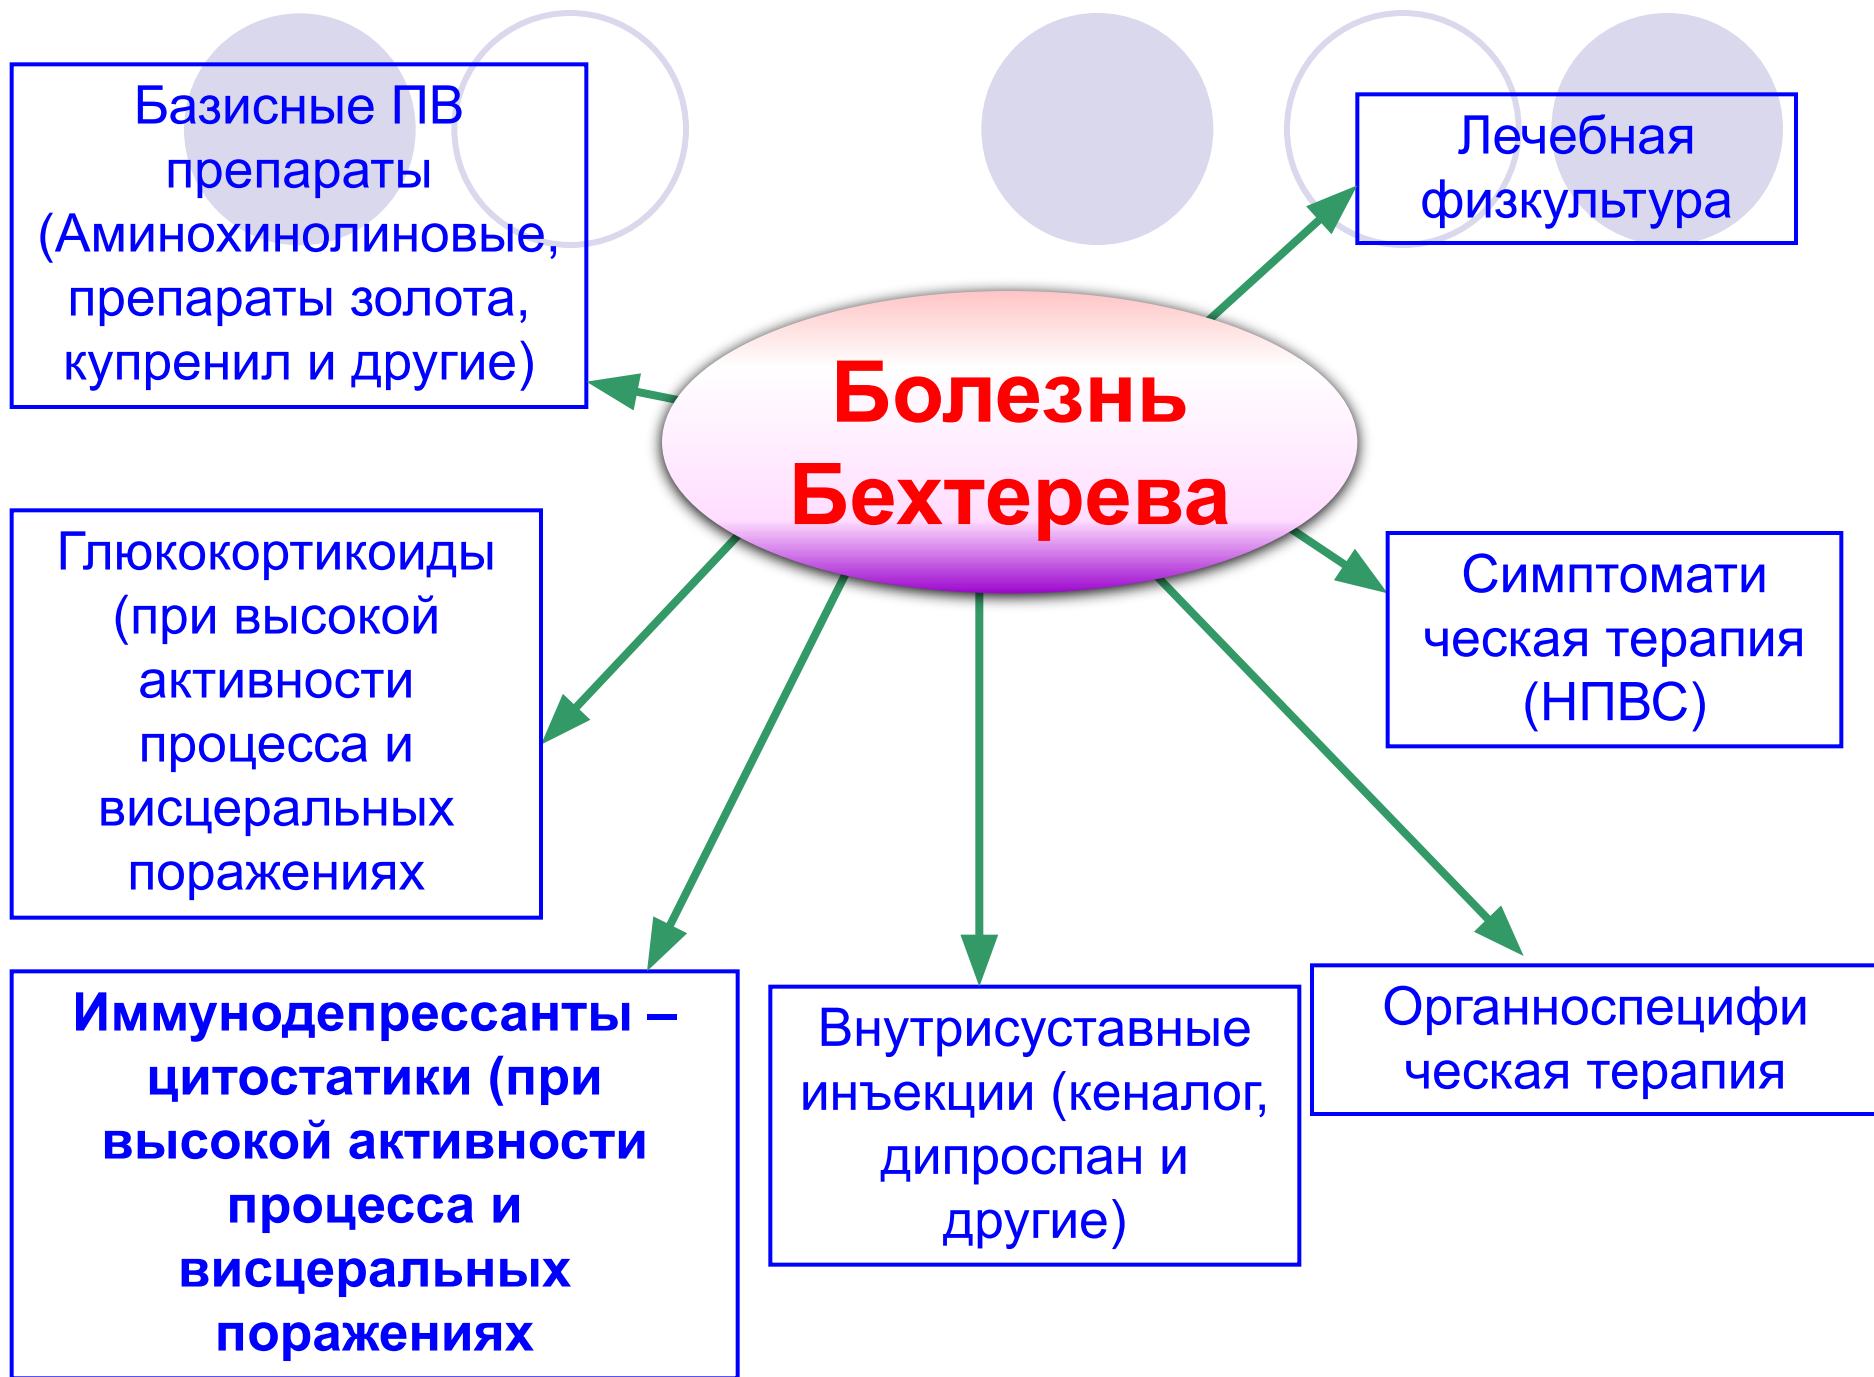 Базисные ПВ
препараты
(Аминохинолиновые,
препараты золота,
купренил и другие)
Лечебная
физкультура
Болезнь
Бехтерева
Глюкокортикоиды
(при высокой
активности
процесса и
висцеральных
поражениях
Симптомати
ческая терапия
(НПВС)
Иммунодепрессанты –
цитостатики (при
высокой активности
процесса и
висцеральных
поражениях
Внутрисуставные
инъекции (кеналог,
дипроспан и
другие)
Органноспецифи
ческая терапия